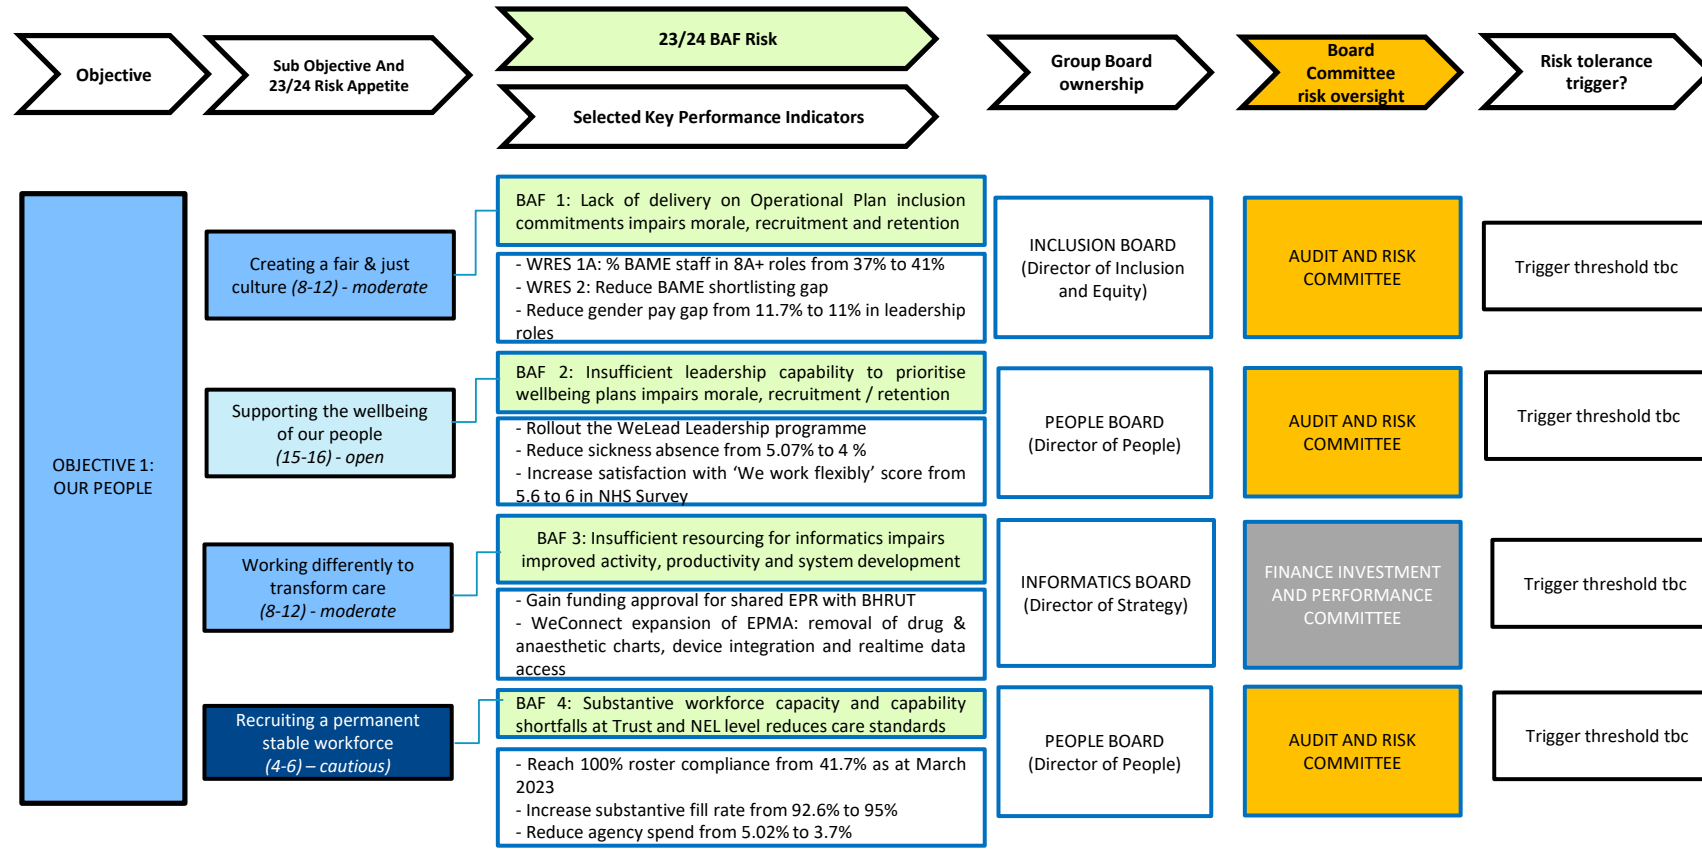 Objective
Sub Objective And
23/24 Risk Appetite
23/24 BAF Risk
Selected Key Performance Indicators
Group Board
ownership
Board
Committee
risk oversight
Risk tolerance
trigger?
OBJECTIVE 1:
OUR PEOPLE
Creating a fair & just
culture (8-12) - moderate
BAF 1: Lack of delivery on Operational Plan inclusion
commitments impairs morale, recruitment and retention
- WRES 1A: % BAME staff in 8A+ roles from 37% to 41%
- WRES 2: Reduce BAME shortlisting gap
- Reduce gender pay gap from 11.7% to 11% in leadership
roles
INCLUSION BOARD
(Director of Inclusion
and Equity)
AUDIT AND RISK
COMMITTEE
Trigger threshold tbc
Supporting the wellbeing
of our people
(15-16) - open
BAF 2: Insufficient leadership capability to prioritise
wellbeing plans impairs morale, recruitment / retention
- Rollout the WeLead Leadership programme
- Reduce sickness absence from 5.07% to 4 %
- Increase satisfaction with ‘We work flexibly’ score from
5.6 to 6 in NHS Survey
PEOPLE BOARD
(Director of People)
AUDIT AND RISK
COMMITTEE
Trigger threshold tbc
Working differently to
transform care
(8-12) - moderate
BAF 3: Insufficient resourcing for informatics impairs
improved activity, productivity and system development
- Gain funding approval for shared EPR with BHRUT
- WeConnect expansion of EPMA: removal of drug &
anaesthetic charts, device integration and realtime data
access
INFORMATICS BOARD
(Director of Strategy)
FINANCE INVESTMENT
AND PERFORMANCE
COMMITTEE
Trigger threshold tbc
Recruiting a permanent
stable workforce
(4-6) – cautious)
BAF 4: Substantive workforce capacity and capability
shortfalls at Trust and NEL level reduces care standards
- Reach 100% roster compliance from 41.7% as at March
2023
- Increase substantive fill rate from 92.6% to 95%
- Reduce agency spend from 5.02% to 3.7%
PEOPLE BOARD
(Director of People)
AUDIT AND RISK
COMMITTEE
Trigger threshold tbc